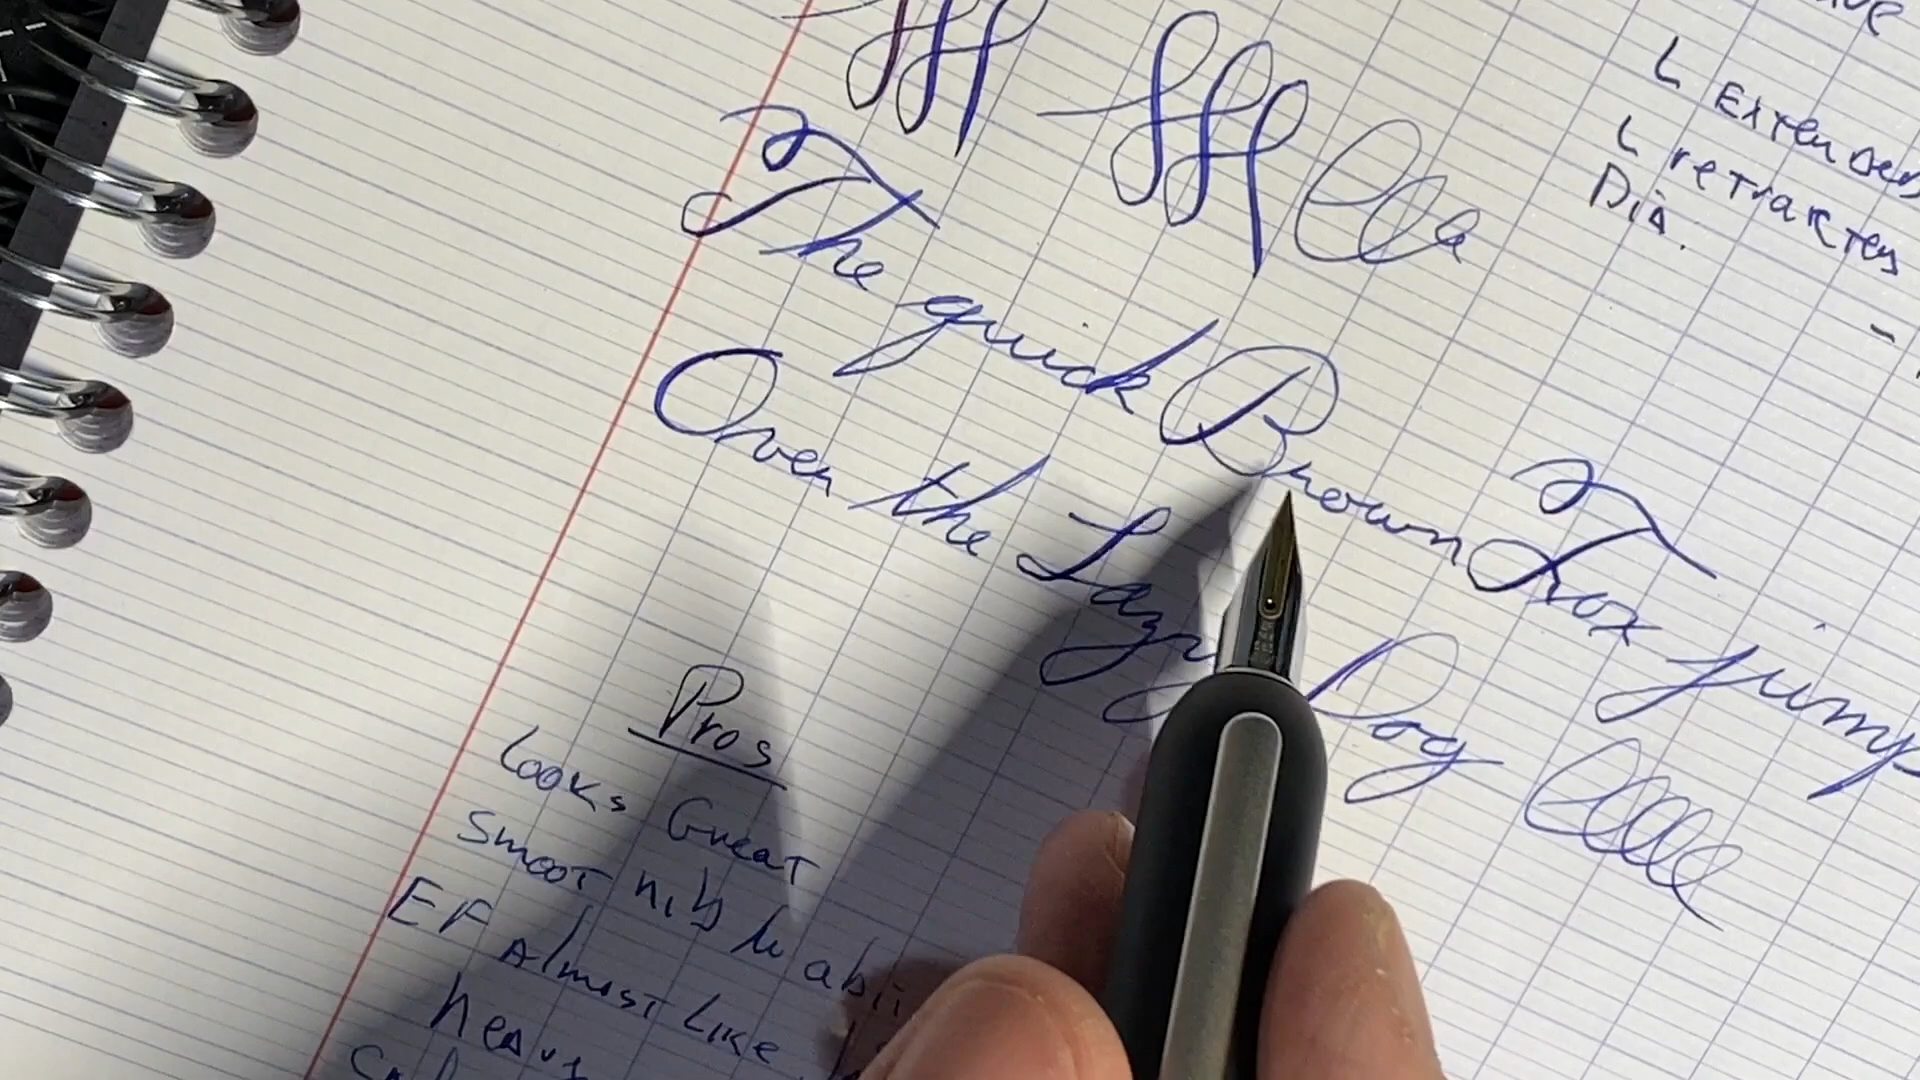 The quick Brown Fox jump
Over the Lazy Dog
Pros
Looks Great
smoot nib
EF Almost Like
heavy
L Extended
L retracted
Dia.